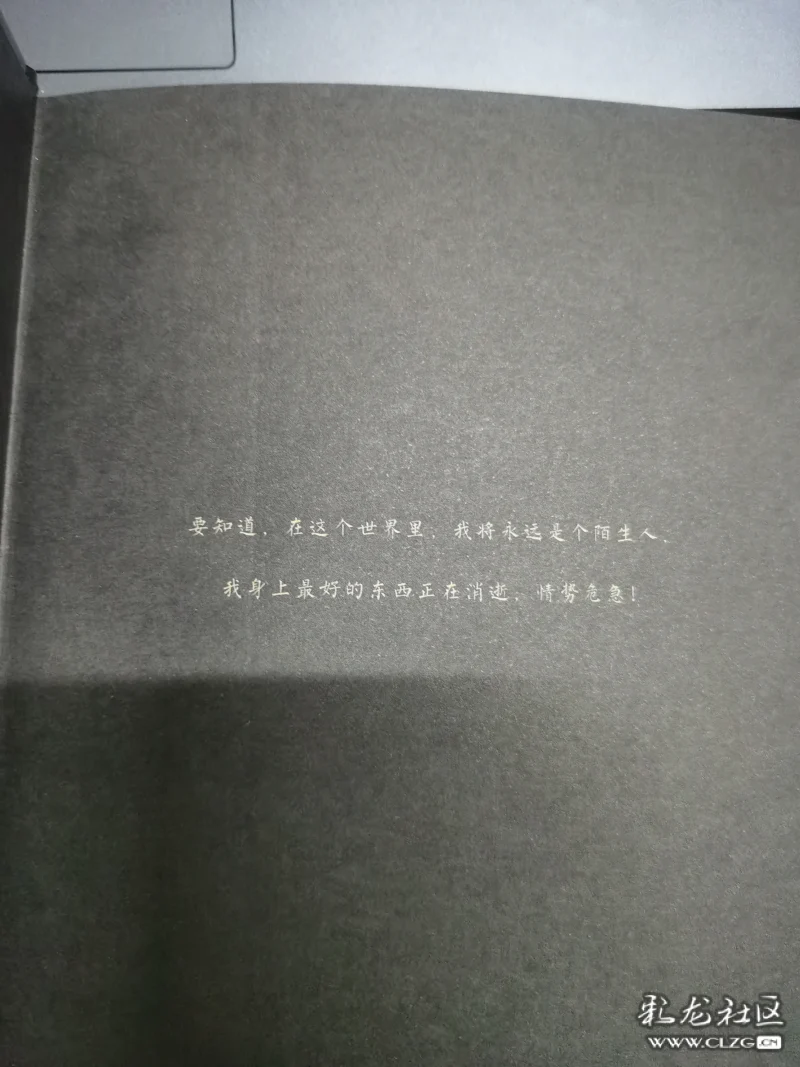 要知道，在这个世界里，我将永远是个陌生人，
我身上最好的东西正在消逝，情势危急！
彩龙社区
WWW.CLZG.CN